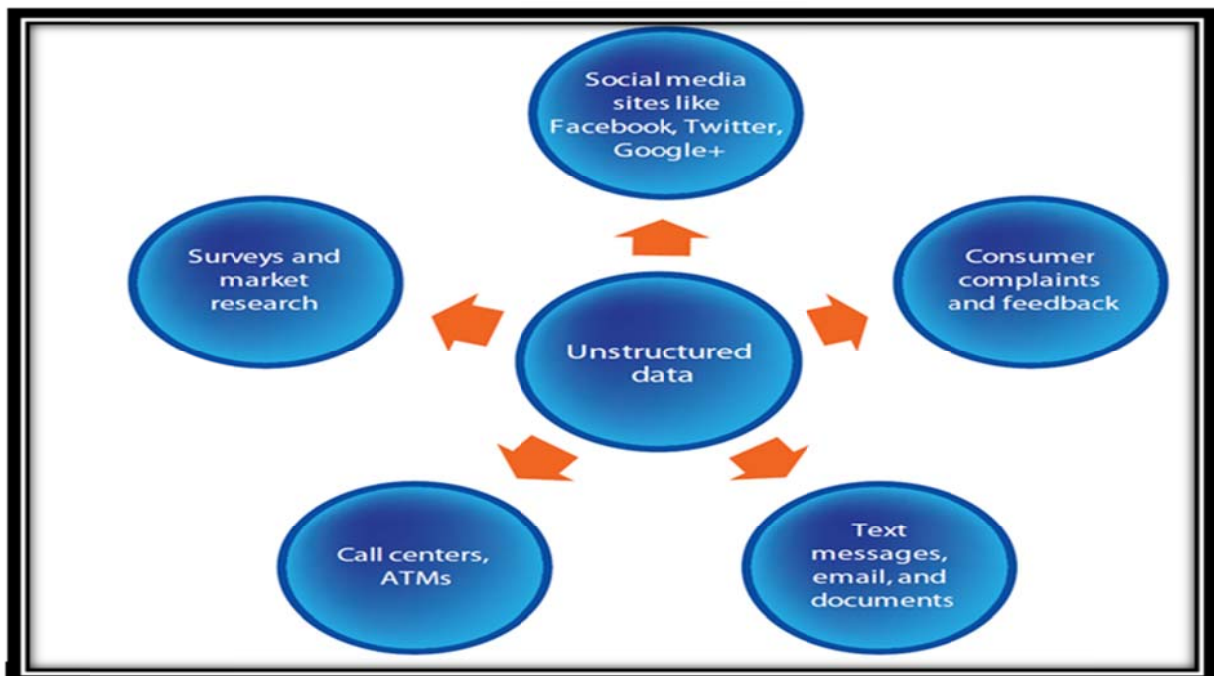 Social media
sites like
Facebook, Twitter,
Google+
Surveys and
market
research
Consumer
complaints
and feedback
Unstructured
data
Call centers,
ATMs
Text
messages,
email, and
documents